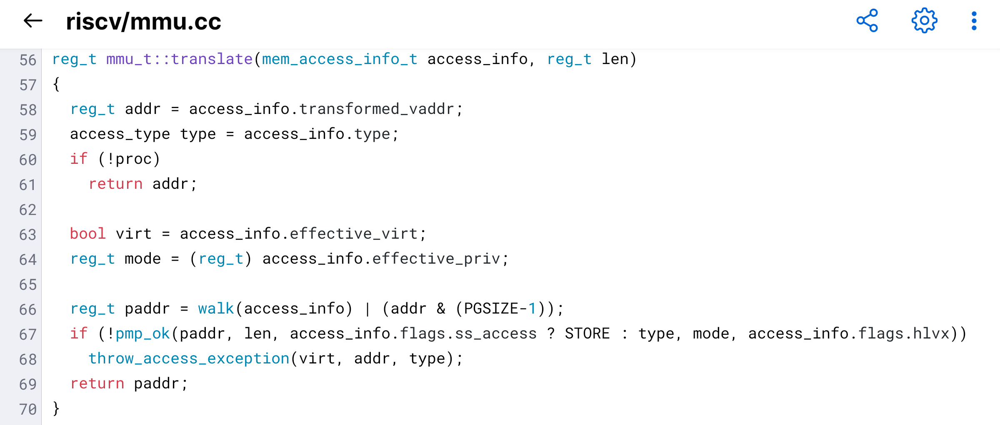 riscv/mmu.cc
56 reg_t mmu_t::translate(mem_access_info_t access_info, reg_t len)
57 {
58   reg_t addr = access_info.transformed_vaddr;
59   access_type type = access_info.type;
60   if (!proc)
61     return addr;
62
63   bool virt = access_info.effective_virt;
64   reg_t mode = (reg_t) access_info.effective_priv;
65
66   reg_t paddr = walk(access_info) | (addr & (PGSIZE-1));
67   if (!pmp_ok(paddr, len, access_info.flags.ss_access ? STORE : type, mode, access_info.flags.hlvx))
68     throw_access_exception(virt, addr, type);
69   return paddr;
70 }